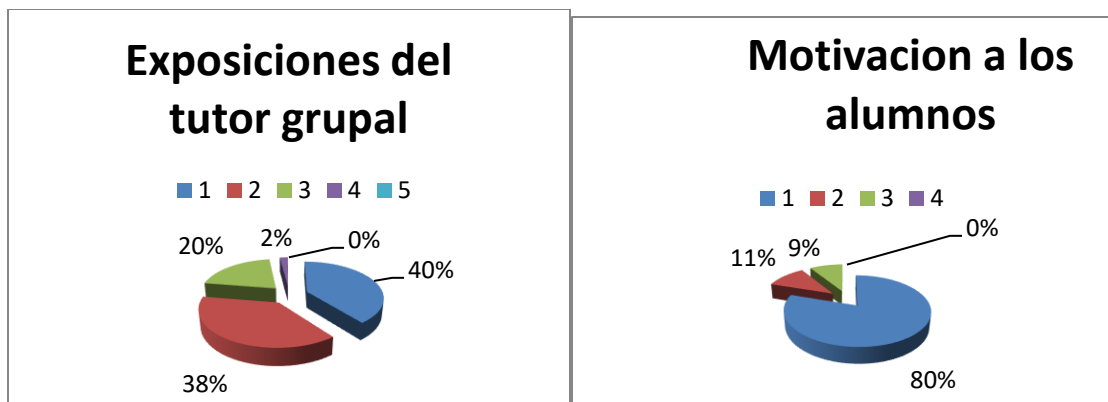 Exposiciones del
tutor grupal
1 2 3 4 5
20%
2%
0%
40%
38%
Motivacion a los
alumnos
1 2 3 4
11%
9%
0%
80%